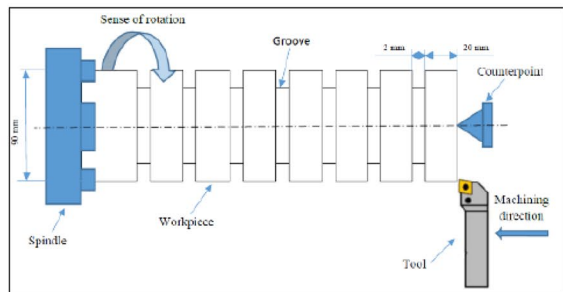 Sense of rotation
2 mm
20 mm
Groove
Counterpoint
90 mm
Machining
direction
Workpiece
Spindle
Tool